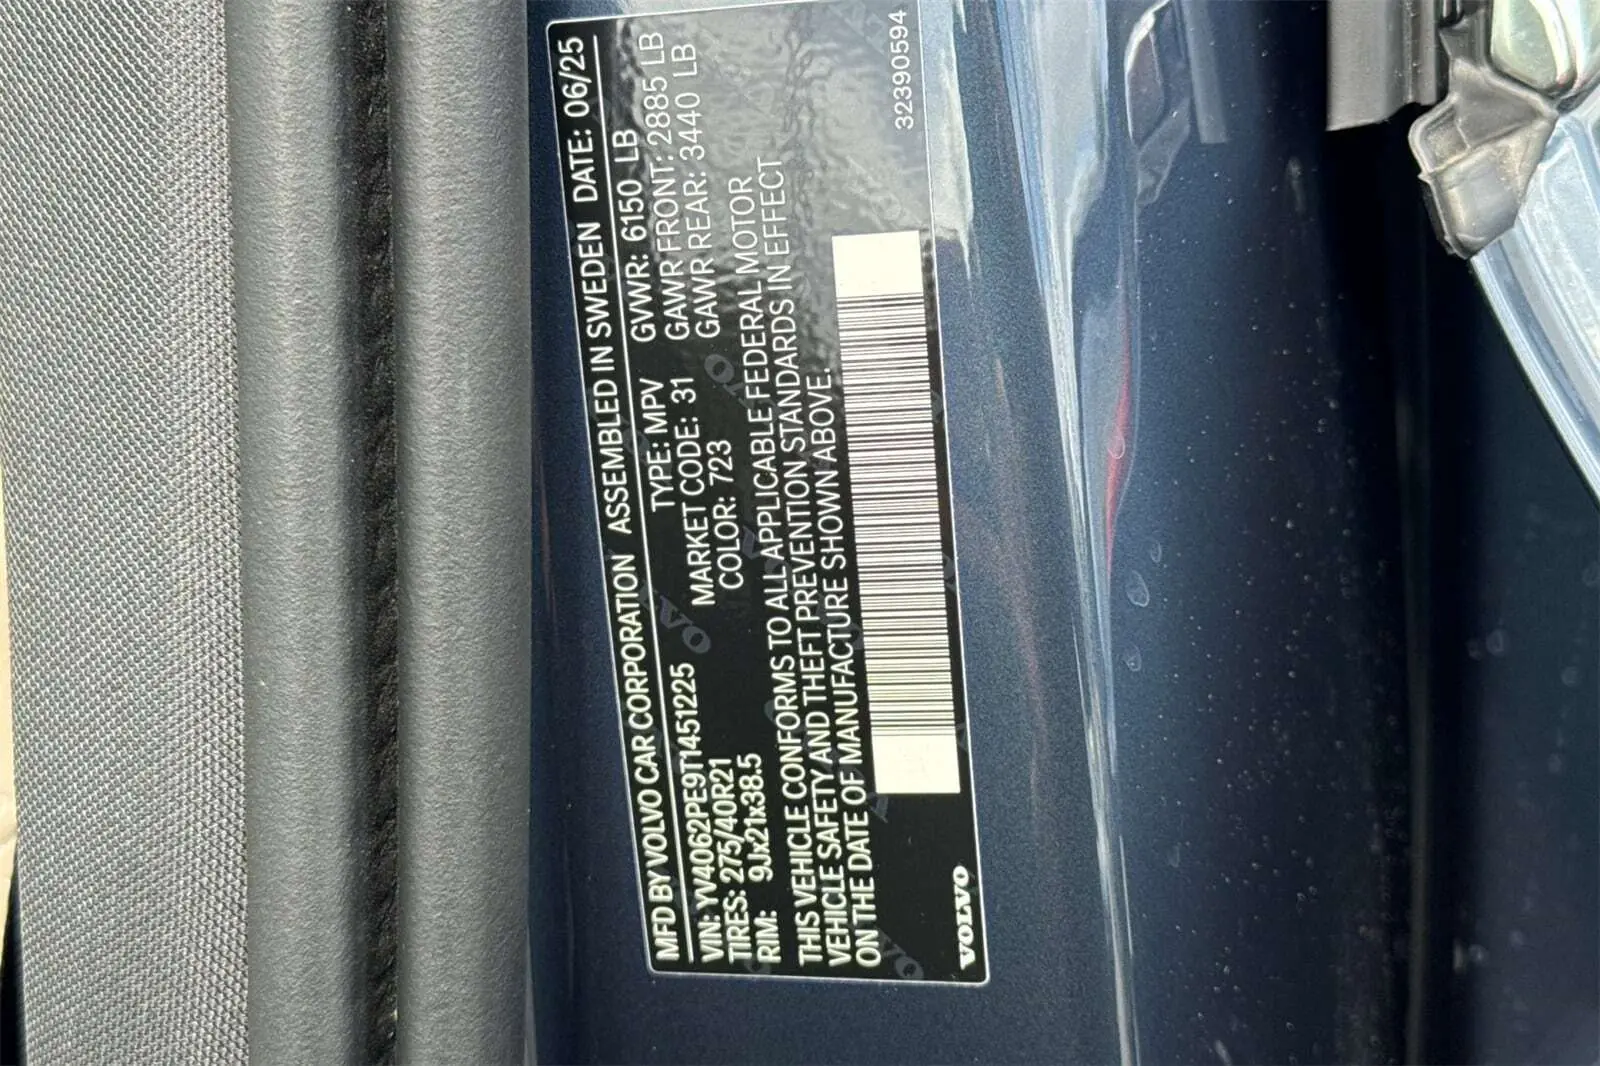 MFD BY VOLVO CAR CORPORATION ASSEMBLED IN SWEDEN DATE: 06/25
VIN: YV4062PE9T1451225 TYPE: MPV GVWR: 6150 LB
TIRES: 275/40R21 MARKET CODE: 31 GAWR FRONT: 2885 LB
RIM: 9Jx21x38.5 COLOR: 723 GAWR REAR: 3440 LB
THIS VEHICLE CONFORMS TO ALL APPLICABLE FEDERAL MOTOR
VEHICLE SAFETY AND THEFT PREVENTION STANDARDS IN EFFECT
ON THE DATE OF MANUFACTURE SHOWN ABOVE.
VOLVO
32390594